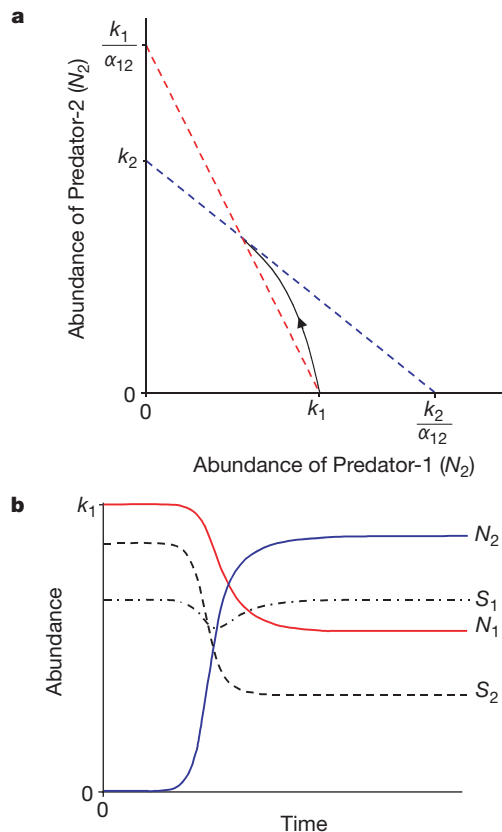 a
k1
α12
k2
0
0
k1
k2
α12
Abundance of Predator-2 (N2)
Abundance of Predator-1 (N2)
b
k1
N2
S1
N1
S2
0
0
Abundance
Time